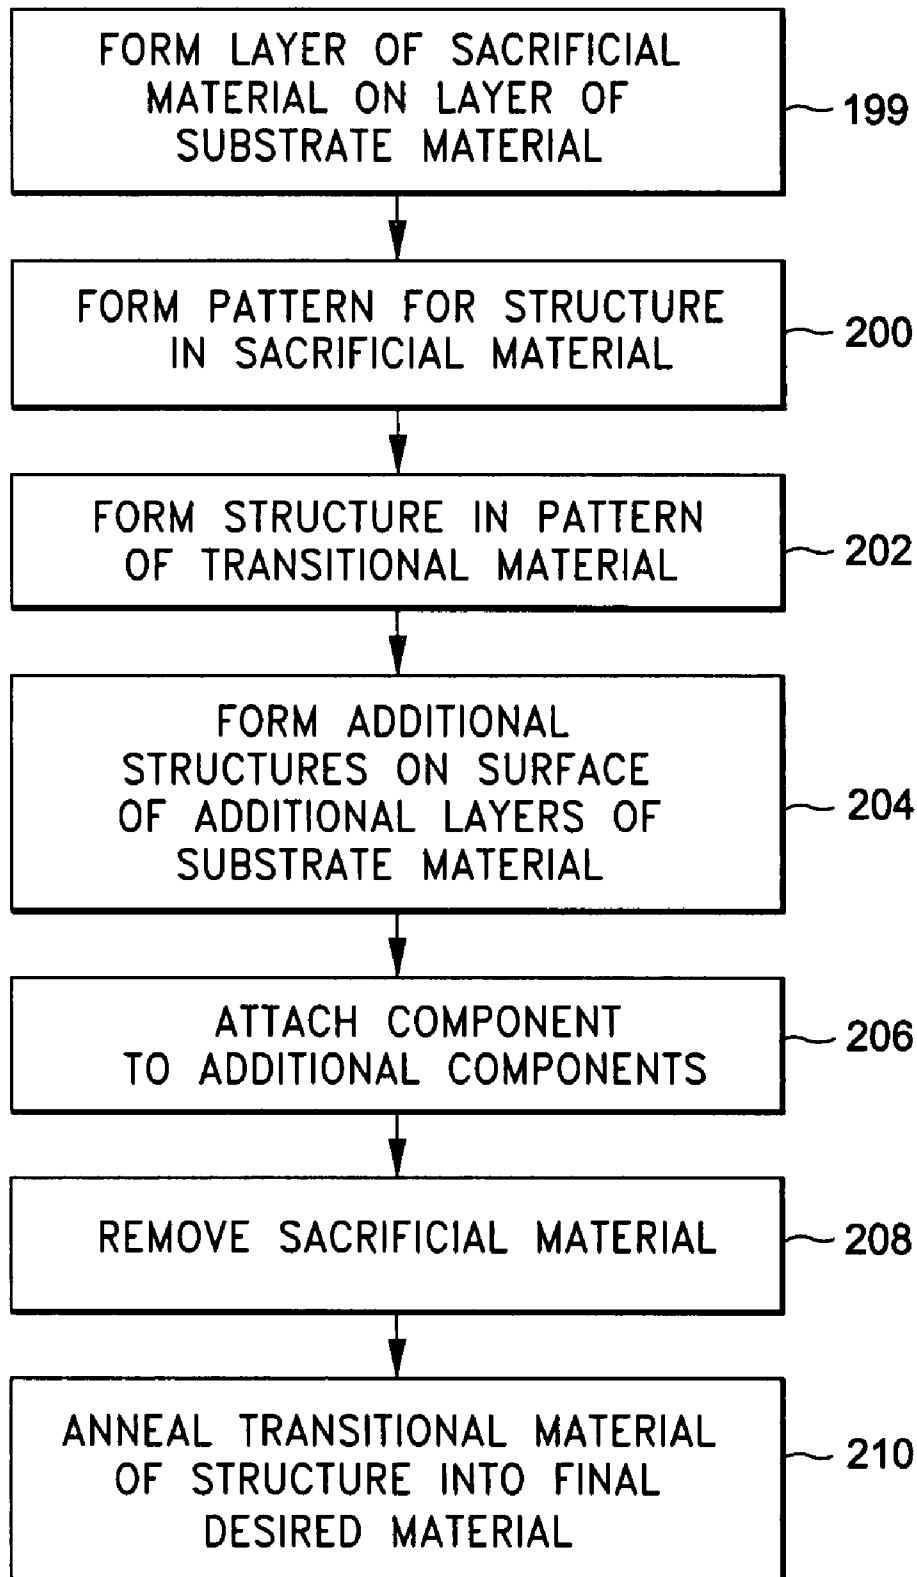 FORM LAYER OF SACRIFICIAL
MATERIAL ON LAYER OF
SUBSTRATE MATERIAL
199
FORM PATTERN FOR STRUCTURE
IN SACRIFICIAL MATERIAL
200
FORM STRUCTURE IN PATTERN
OF TRANSITIONAL MATERIAL
202
FORM ADDITIONAL
STRUCTURES ON SURFACE
OF ADDITIONAL LAYERS OF
SUBSTRATE MATERIAL
204
ATTACH COMPONENT
TO ADDITIONAL COMPONENTS
206
REMOVE SACRIFICIAL MATERIAL
208
ANNEAL TRANSITIONAL MATERIAL
OF STRUCTURE INTO FINAL
DESIRED MATERIAL
210